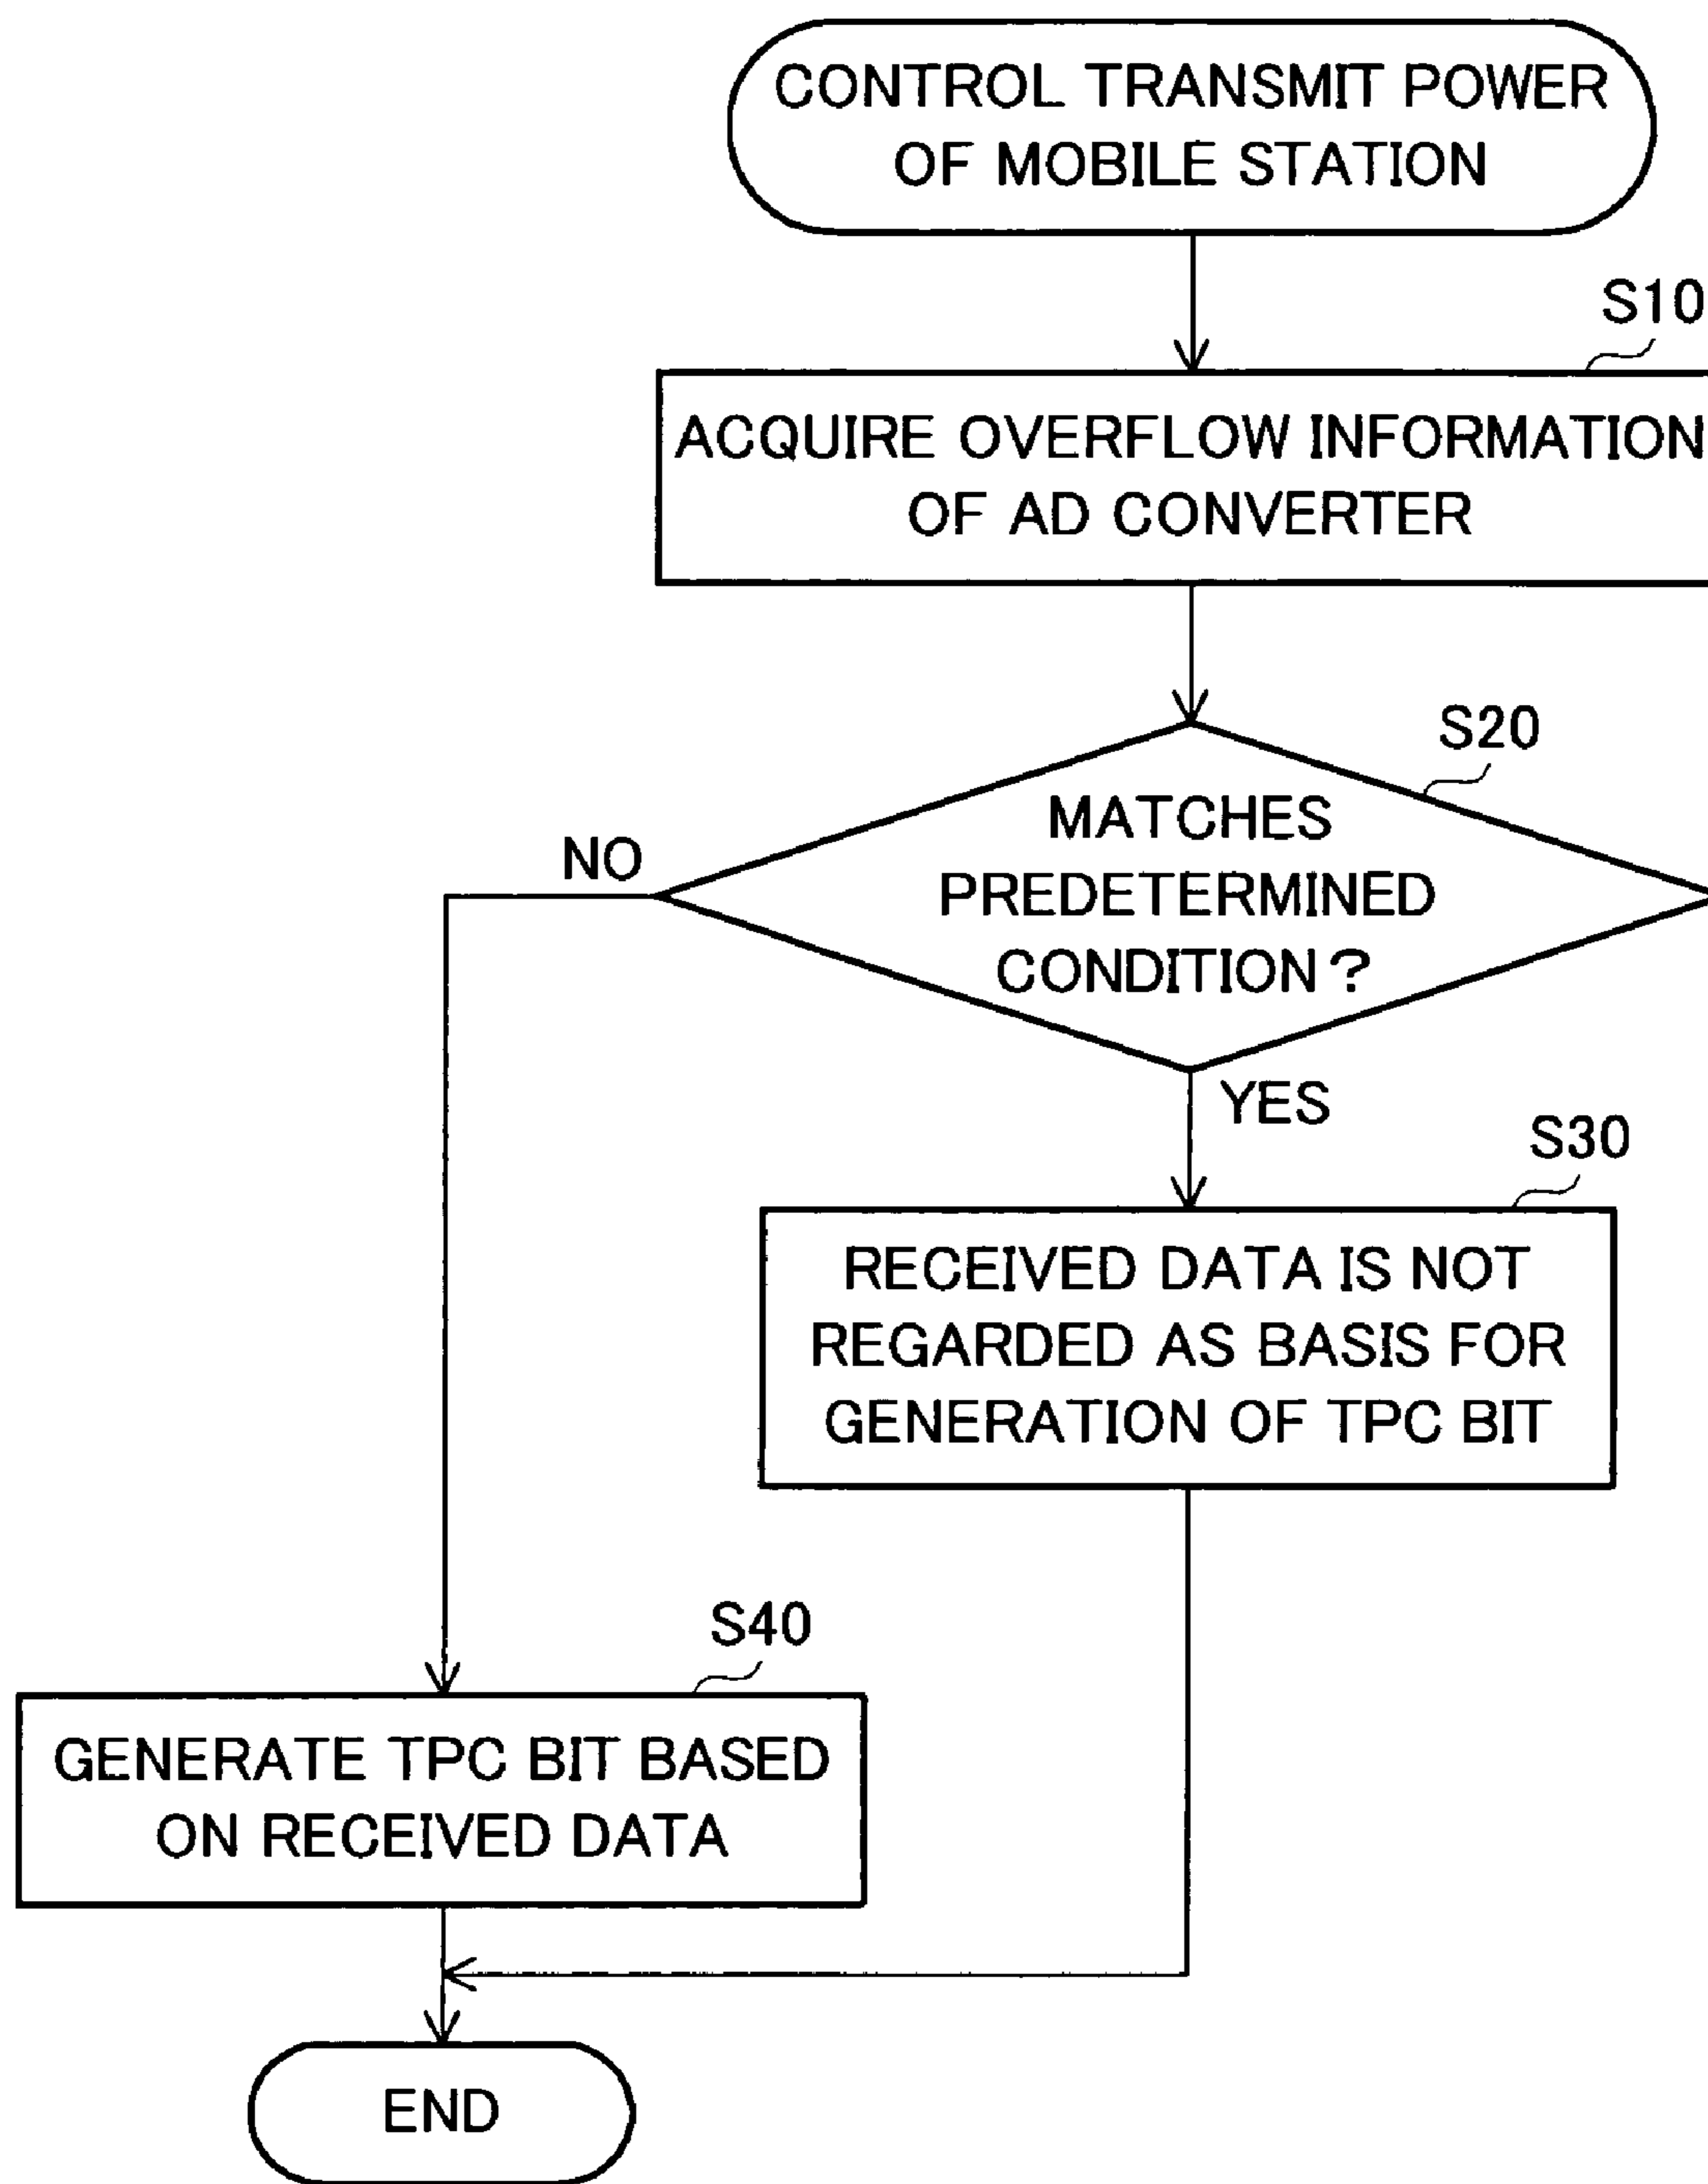 CONTROL TRANSMIT POWER
OF MOBILE STATION
S10
ACQUIRE OVERFLOW INFORMATION
OF AD CONVERTER
S20
MATCHES
PREDETERMINED
CONDITION?
NO
YES
S30
RECEIVED DATA IS NOT
REGARDED AS BASIS FOR
GENERATION OF TPC BIT
S40
GENERATE TPC BIT BASED
ON RECEIVED DATA
END